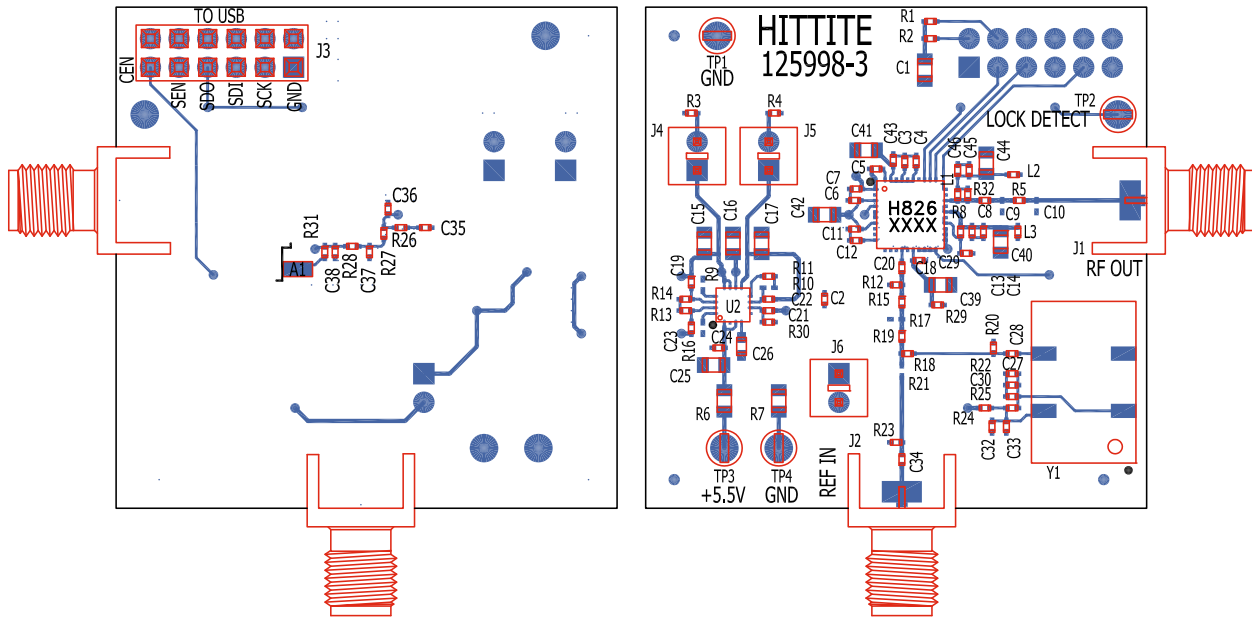 TO USB
J3
CEN
SEN
SDO
SDI
SCK
GND
R31
C36
C35
R26
A1
C38
R28
C37
R27
HITTITE
125998-3
TP1
GND
R1
R2
C1
TP2
LOCK DETECT
R3
R4
J4
J5
C41
C43
C3
C4
C5
C7
C6
C42
C11
C12
H826
XXXX
L1
C46
C45
C44
L2
R32
R5
R8
C8
C9
C10
L3
C40
J1
RF OUT
C15
C16
C17
C19
R9
R11
R10
C22
C21
R30
R14
R13
U2
C23
R16
C24
C25
C26
C2
C20
C18
C29
C13
C14
R12
R15
C39
R29
R17
R19
R18
R20
C28
C27
R22
C30
R25
R24
C32
C33
R21
J6
J2
R23
C34
R6
R7
TP3
+5.5V
TP4
GND
REF IN
Y1